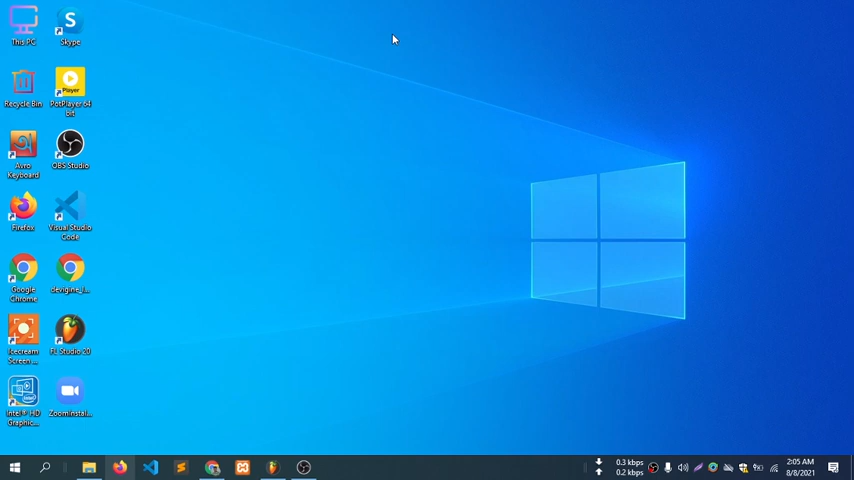 This PC
Skype
Recycle Bin
Player
PotPlayer 64
bit
Avro
Keyboard
OBS Studio
Firefox
Visual Studio
Code
Google
Chrome
devigine_i...
Icecream
Screen ...
FL Studio 20
Intel® HD
Graphic...
Zoominstal...
0.3 kbps
0.2 kbps
2:05 AM
8/8/2021